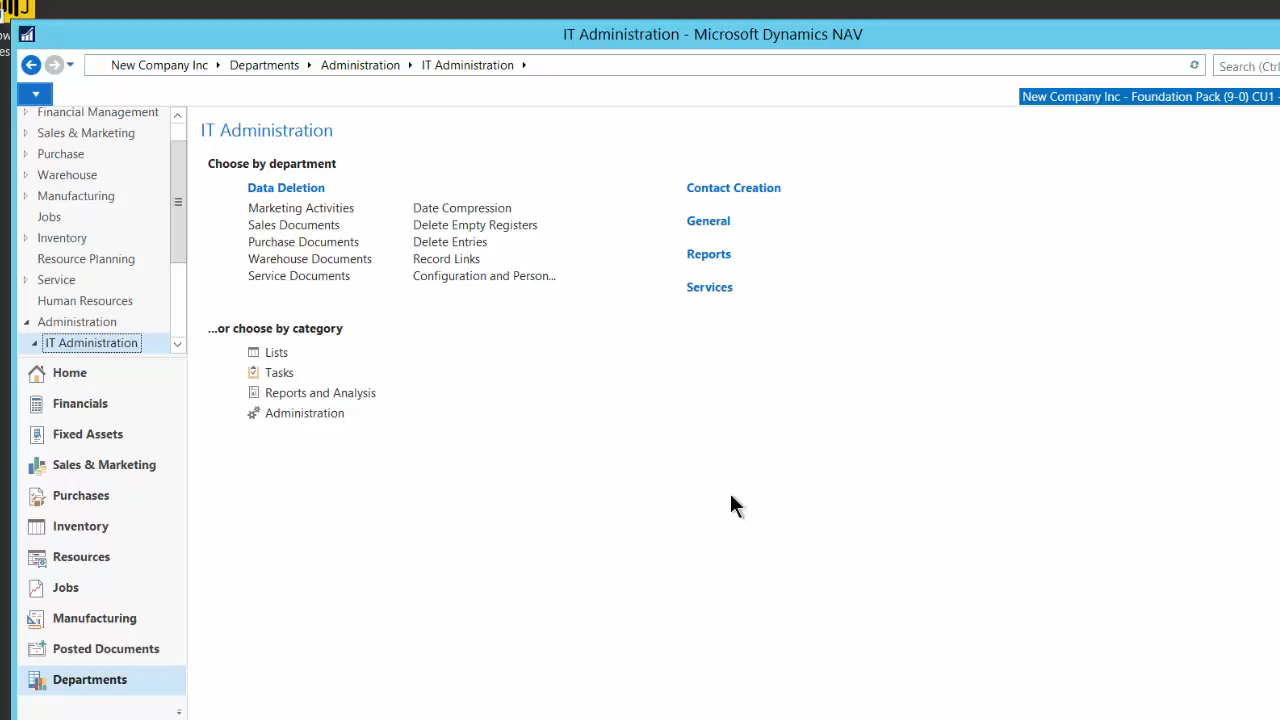 IT Administration - Microsoft Dynamics NAV
New Company Inc Departments Administration IT Administration
Search (Ctrl
New Company Inc - Foundation Pack (9-0) CU1 -
Financial Management
Sales & Marketing
Purchase
Warehouse
Manufacturing
Jobs
Inventory
Resource Planning
Service
Human Resources
Administration
IT Administration
Home
Financials
Fixed Assets
Sales & Marketing
Purchases
Inventory
Resources
Jobs
Manufacturing
Posted Documents
Departments
IT Administration
Choose by department
Data Deletion
Marketing Activities
Sales Documents
Purchase Documents
Warehouse Documents
Service Documents
Date Compression
Delete Empty Registers
Delete Entries
Record Links
Configuration and Person...
Contact Creation
General
Reports
Services
...or choose by category
Lists
Tasks
Reports and Analysis
Administration